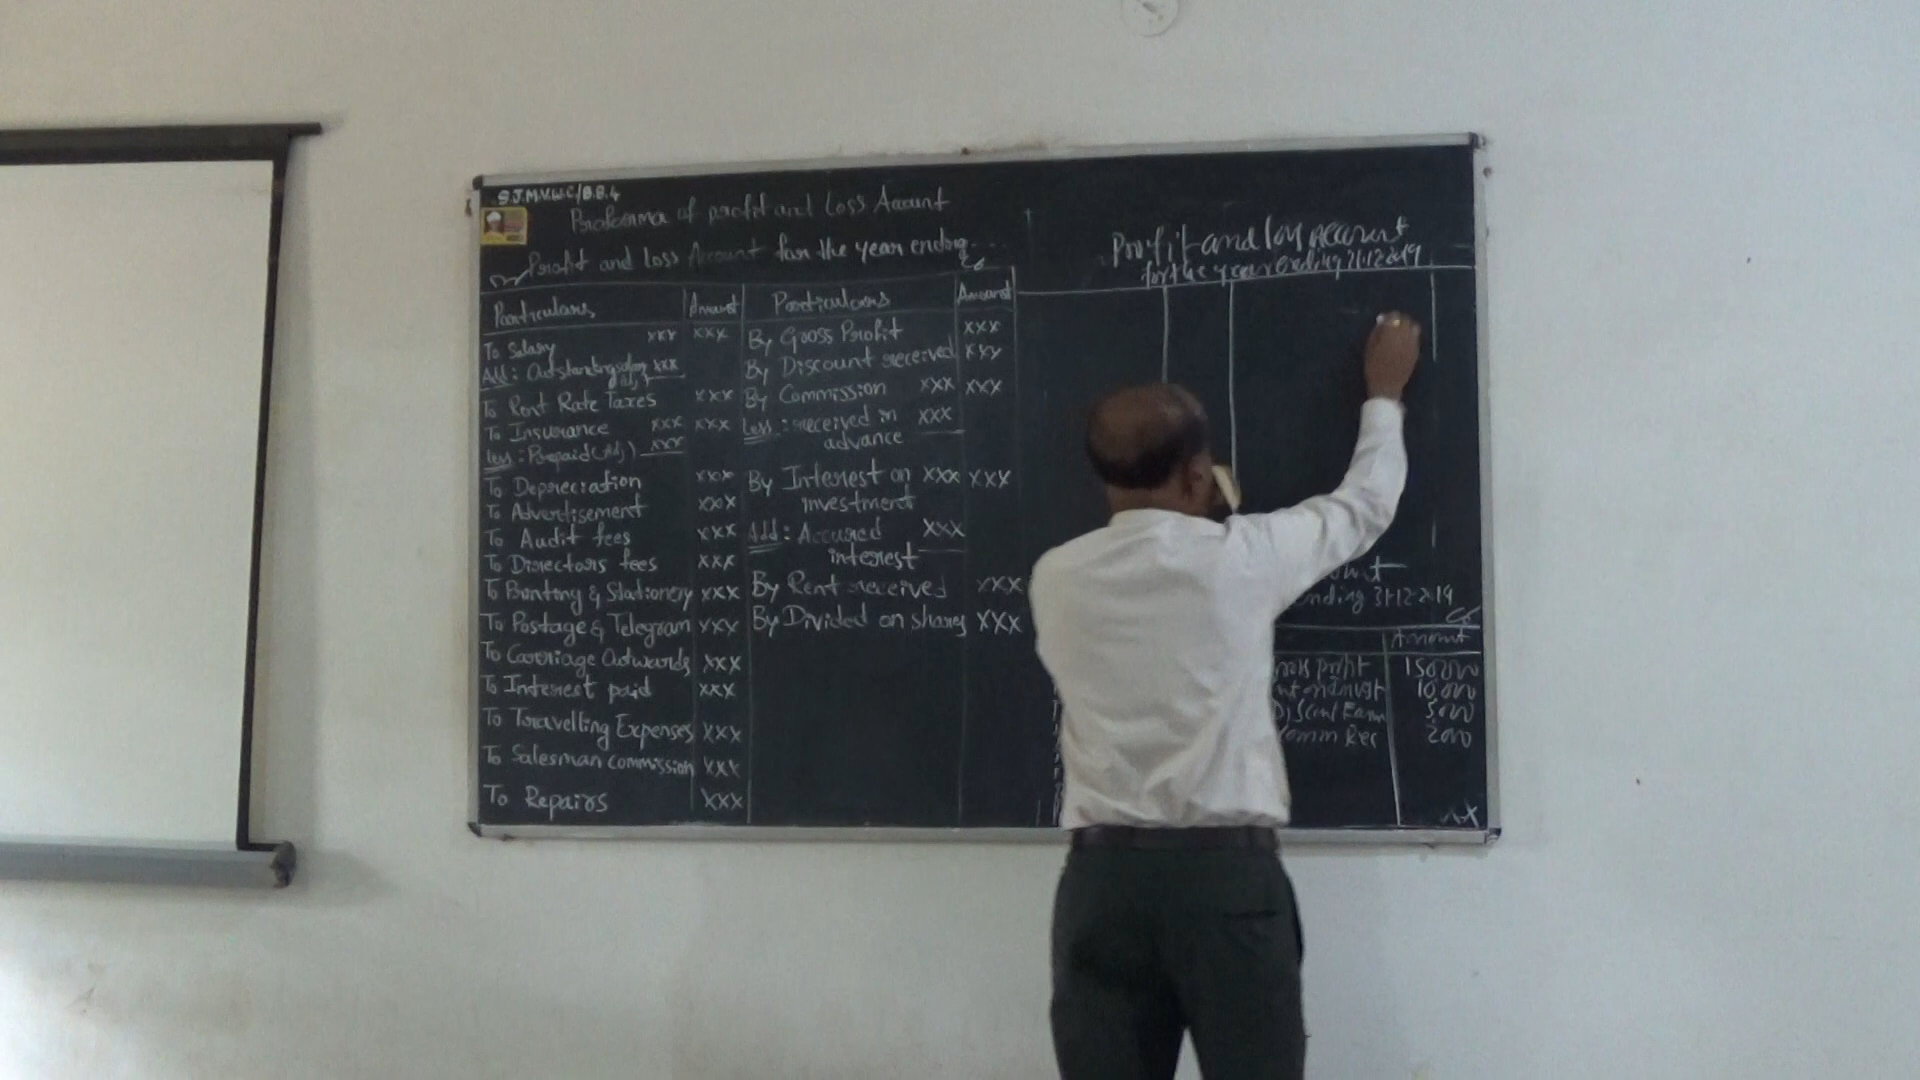 S.J.M.V.W.C/B.B.4
Proforma of profit and Loss Account
Profit and loss Account for the year ending
Particulars Amount Particulars Amount
To Salary xxx xxx
Add: Outstanding salary xxx
To Rent Rate Taxes xxx
To Insurance xxx xxx
Less: Prepaid (Adj) xxx
To Depreciation xxx
To Advertisement xxx
To Audit fees xxx
To Directors fees xxx
To Printing & Stationery xxx
To Postage & Telegram xxx
To Carriage Outwards xxx
To Interest paid xxx
To Travelling Expenses xxx
To Salesman commission xxx
To Repairs xxx
By Gross Profit xxx
By Discount received xxx
By Commission xxx xxx
Less: received in xxx
advance
By Interest on xxx xxx
investment
Add: Accured xxx
interest
By Rent received xxx
By Divided on shares xxx
Profit and loss Account
for the year ending 31.12.2019
ending 31.12.2019
Amount
profit 150000
10,000
5000
Comm Rec 2000
xx